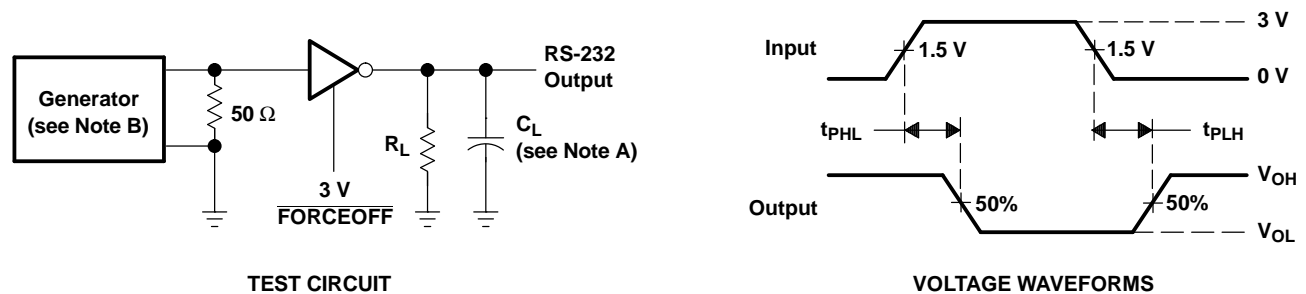 Generator
(see Note B)
50 Ω
3 V
FORCEOFF
RS-232
Output
RL
CL
(see Note A)
TEST CIRCUIT
Input
1.5 V
1.5 V
3 V
0 V
tPHL
tPLH
Output
50%
50%
VOH
VOL
VOLTAGE WAVEFORMS